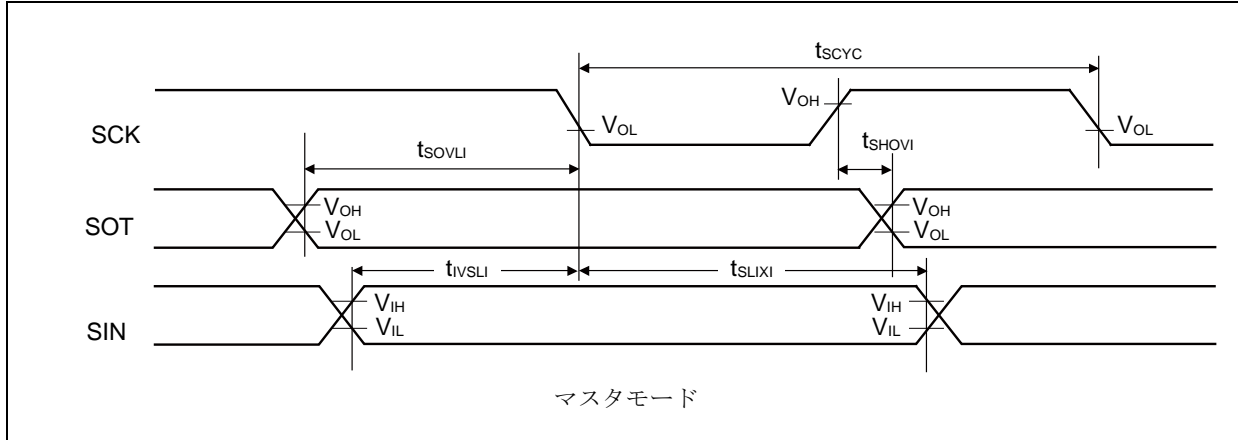 tSCYC
VOH
SCK
VOL
VOL
tSHOVI
tSOVLI
VOH
VOH
SOT
VOL
VOL
tIVSLI
tSLIXI
VIH
VIH
SIN
VIL
VIL
マスタモード